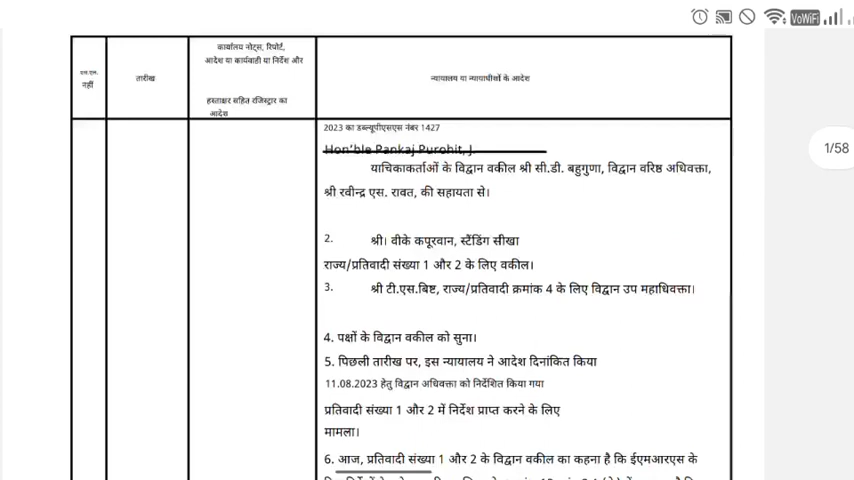 VoWiFi
कार्यालय नोट्स, रिपोर्ट,
आदेश या कार्यवाही या निर्देश और
हस्ताक्षर सहित रजिस्ट्रार का
आदेश
एस.एल.
नहीं
तारीख
न्यायालय या न्यायाधीशों के आदेश
1/58
2023 का डब्ल्यूपीएसएस नंबर 1427
Hon'ble Pankaj Purohit, J.
याचिकाकर्ताओं के विद्वान वकील श्री सी.डी. बहुगुणा, विद्वान वरिष्ठ अधिवक्ता,
श्री रवीन्द्र एस. रावत, की सहायता से।
2. श्री। वीके कपूरवान, स्टैंडिंग सीखा
राज्य/प्रतिवादी संख्या 1 और 2 के लिए वकील।
3. श्री टी.एस.बिष्ट, राज्य/प्रतिवादी क्रमांक 4 के लिए विद्वान उप महाधिवक्ता।
4. पक्षों के विद्वान वकील को सुना।
5. पिछली तारीख पर, इस न्यायालय ने आदेश दिनांकित किया
11.08.2023 हेतु विद्वान अधिवक्ता को निर्देशित किया गया
प्रतिवादी संख्या 1 और 2 में निर्देश प्राप्त करने के लिए
मामला।
6. आज, प्रतिवादी संख्या 1 और 2 के विद्वान वकील का कहना है कि ईएमआरएस के